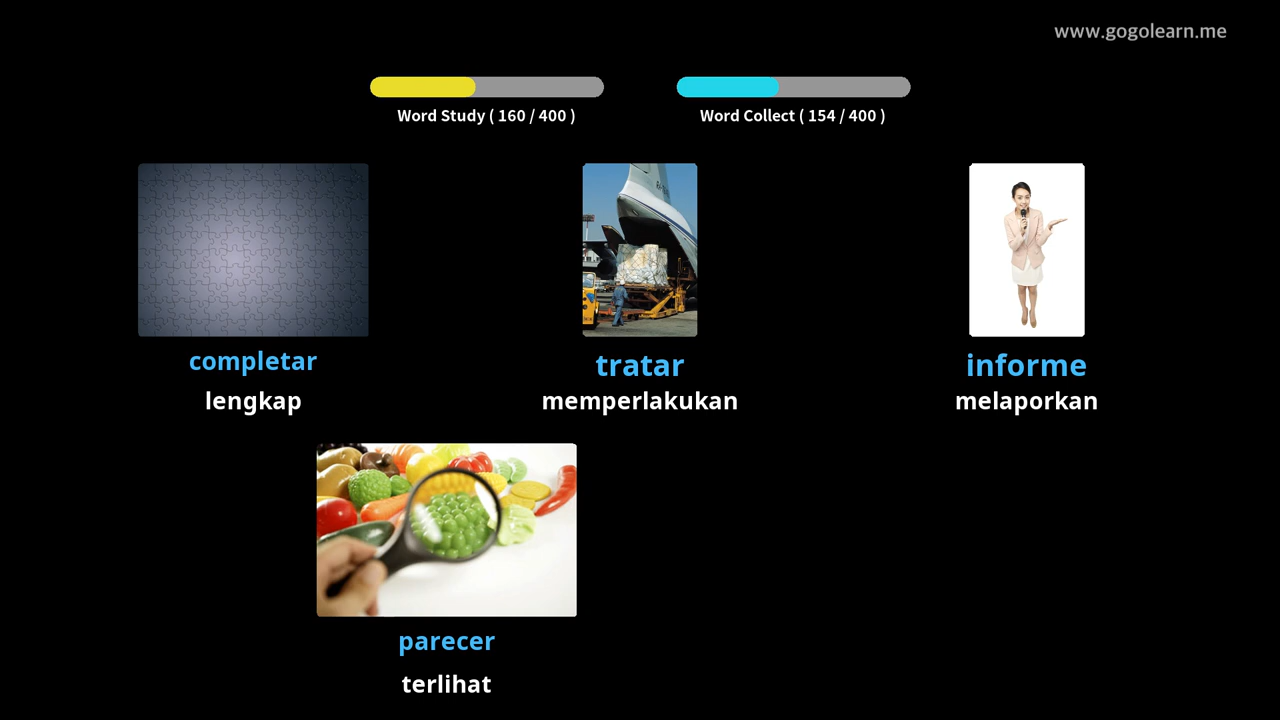 www.gogolearn.me
Word Study ( 160 / 400 )
Word Collect ( 154 / 400 )
completar
lengkap
tratar
memperlakukan
informe
melaporkan
parecer
terlihat